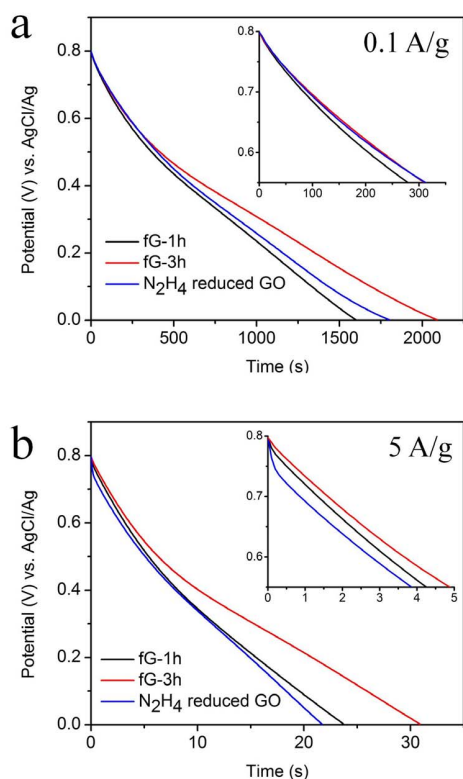 a
0.1 A/g
Potential (V) vs. AgCl/Ag
0.8
0.6
0.4
0.2
0.0
0.8
0.7
0.6
0
100
200
300
fG-1h
fG-3h
N₂H₄ reduced GO
0
500
1000
1500
2000
Time (s)
b
5 A/g
Potential (V) vs. AgCl/Ag
0.8
0.6
0.4
0.2
0.0
0.8
0.7
0.6
0
1
2
3
4
5
fG-1h
fG-3h
N₂H₄ reduced GO
0
10
20
30
Time (s)